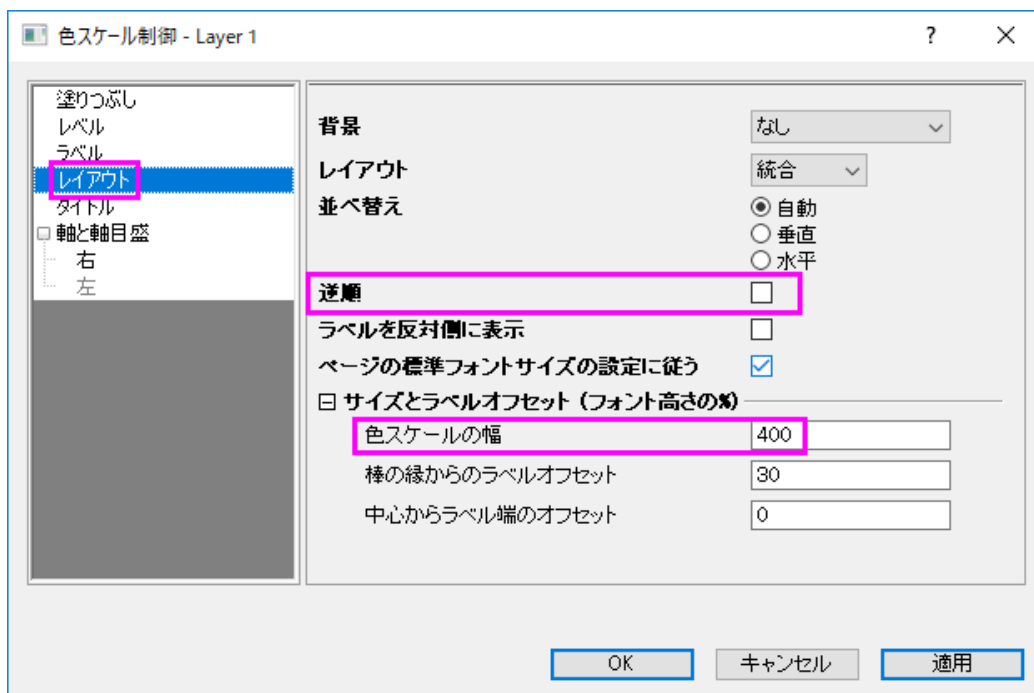 色スケール制御 - Layer 1 ? ×
塗りつぶし
レベル
ラベル
レイアウト
タイトル
軸と軸目盛
右
左
背景 なし
レイアウト 統合
並べ替え 自動
垂直
水平
逆順
ラベルを反対側に表示
ページの標準フォントサイズの設定に従う
サイズとラベルオフセット (フォント高さの%)
色スケールの幅 400
棒の縁からのラベルオフセット 30
中心からラベル端のオフセット 0
OK キャンセル 適用